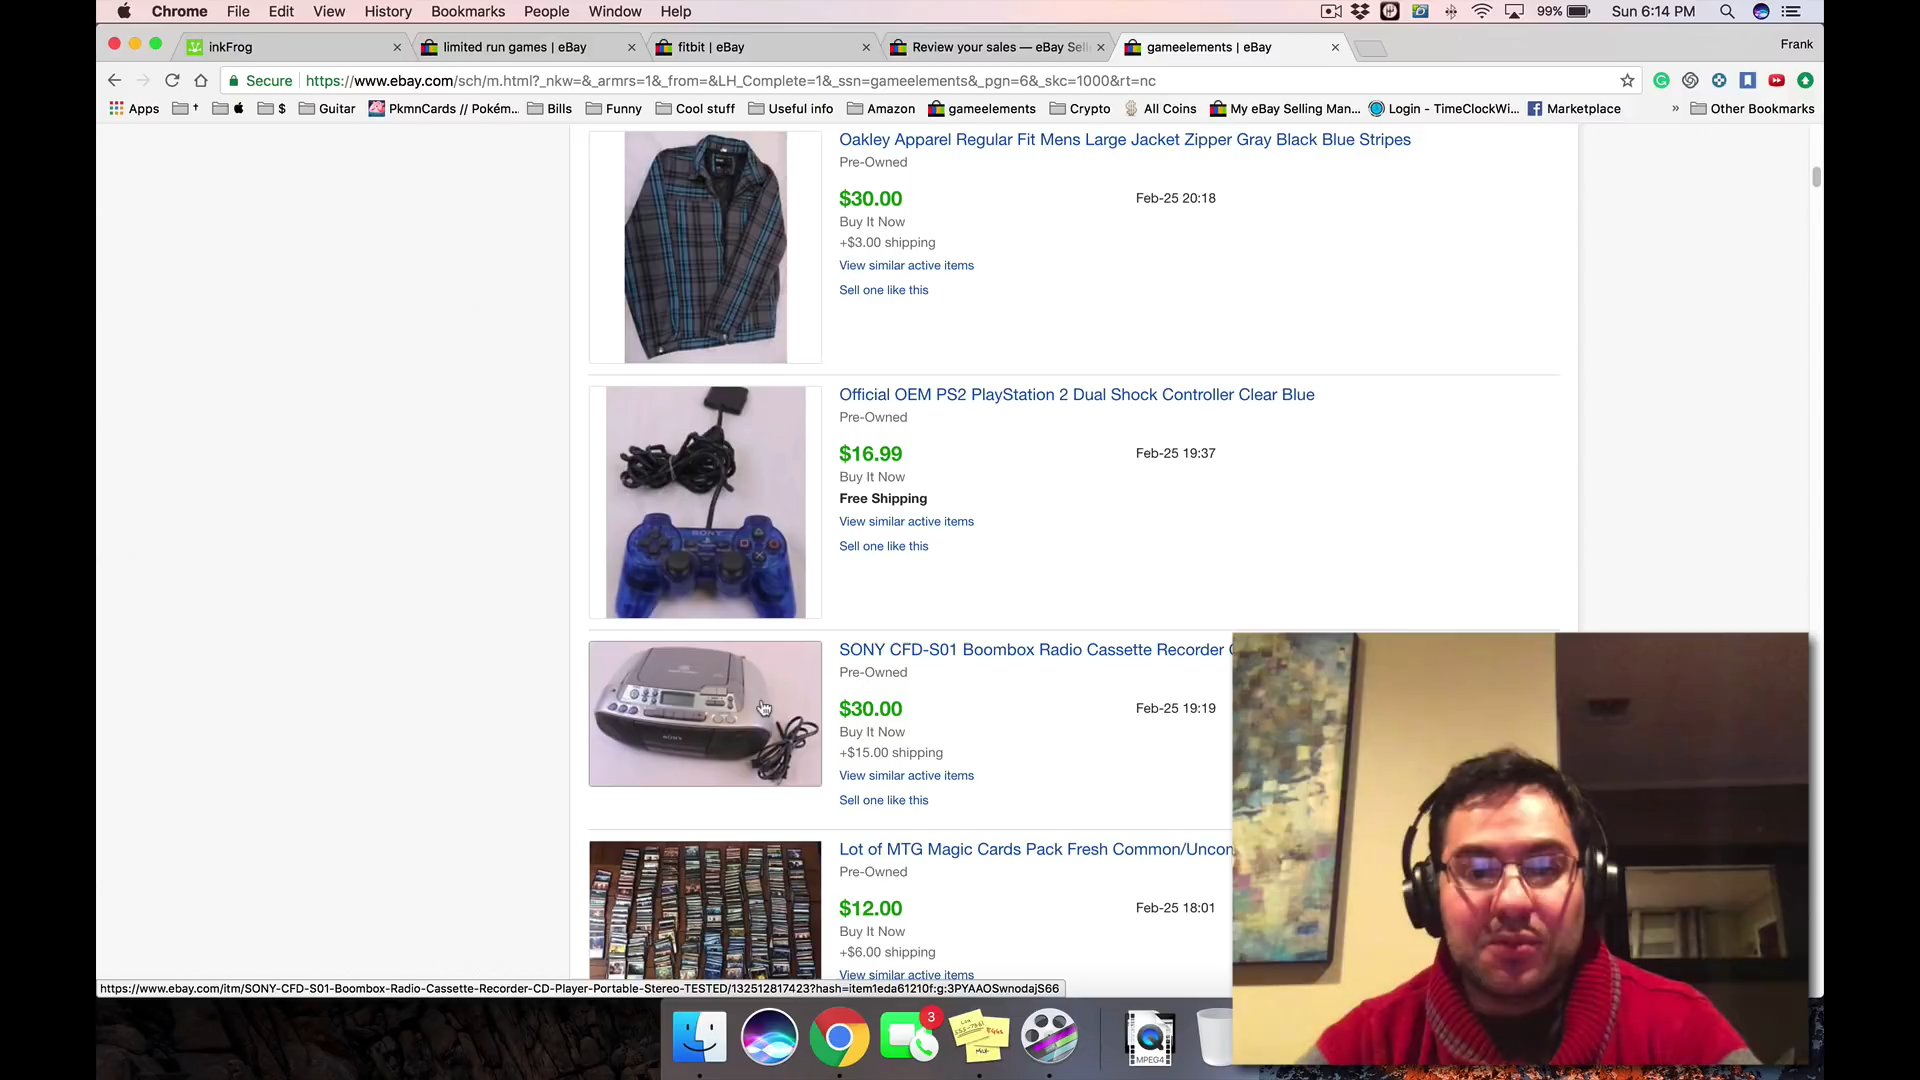 Chrome File Edit View History Bookmarks People Window Help 99% Sun 6:14 PM
inkFrog limited run games | eBay fitbit | eBay Review your sales — eBay Sell gameelements | eBay Frank
Secure https://www.ebay.com/sch/m.html?_nkw=&_armrs=1&_from=&LH_Complete=1&_ssn=gameelements&_pgn=6&_skc=1000&rt=nc
Apps † $ Guitar PkmnCards // Pokém... Bills Funny Cool stuff Useful info Amazon gameelements Crypto All Coins My eBay Selling Man... Login - TimeClockWi... Marketplace » Other Bookmarks
Oakley Apparel Regular Fit Mens Large Jacket Zipper Gray Black Blue Stripes
Pre-Owned
$30.00 Feb-25 20:18
Buy It Now
+$3.00 shipping
View similar active items
Sell one like this
Official OEM PS2 PlayStation 2 Dual Shock Controller Clear Blue
Pre-Owned
$16.99 Feb-25 19:37
Buy It Now
Free Shipping
View similar active items
Sell one like this
SONY
SONY CFD-S01 Boombox Radio Cassette Recorder
Pre-Owned
$30.00 Feb-25 19:19
Buy It Now
+$15.00 shipping
View similar active items
Sell one like this
SONY
Lot of MTG Magic Cards Pack Fresh Common/Uncon
Pre-Owned
$12.00 Feb-25 18:01
Buy It Now
+$6.00 shipping
View similar active items
https://www.ebay.com/itm/SONY-CFD-S01-Boombox-Radio-Cassette-Recorder-CD-Player-Portable-Stereo-TESTED/132512817423?hash=item1eda61210f:g:3PYAAOSwnodajS66
3
EGGS
MILK
MPEG4